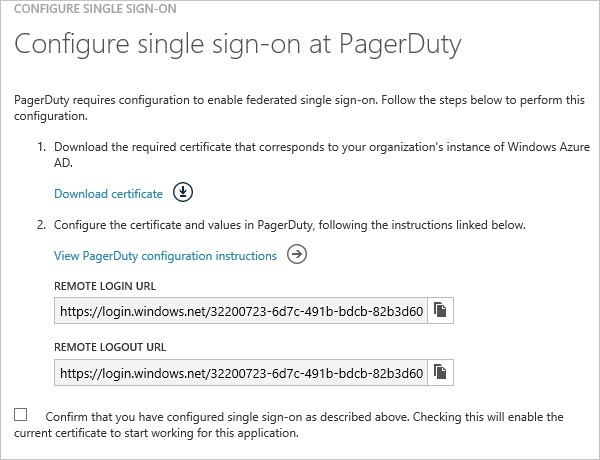 CONFIGURE SINGLE SIGN-ON
Configure single sign-on at PagerDuty
PagerDuty requires configuration to enable federated single sign-on. Follow the steps below to perform this
configuration.
1. Download the required certificate that corresponds to your organization's instance of Windows Azure
AD.
Download certificate
2. Configure the certificate and values in PagerDuty, following the instructions linked below.
View PagerDuty configuration instructions
REMOTE LOGIN URL
https://login.windows.net/32200723-6d7c-491b-bdcb-82b3d60
REMOTE LOGOUT URL
https://login.windows.net/32200723-6d7c-491b-bdcb-82b3d60
Confirm that you have configured single sign-on as described above. Checking this will enable the
current certificate to start working for this application.